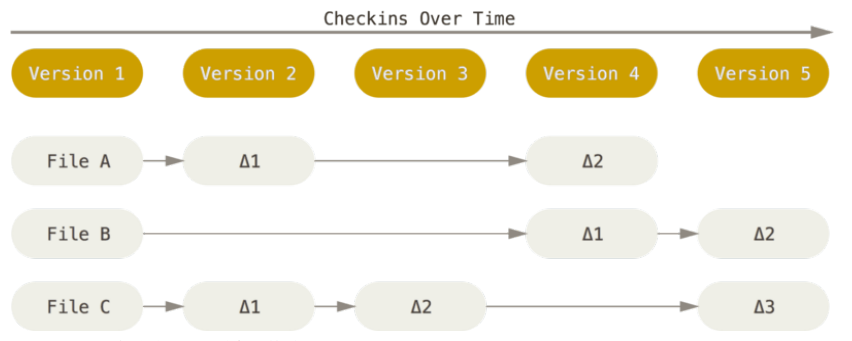 Checkins Over Time
Version 1 Version 2 Version 3 Version 4 Version 5
File A Δ1 Δ2
File B Δ1 Δ2
File C Δ1 Δ2 Δ3